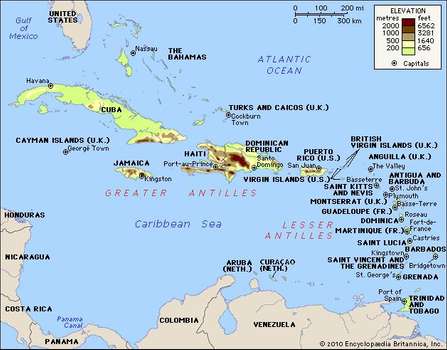 UNITED
STATES
Gulf
of
Mexico
0 100 200 mi
0 150 300 km
ELEVATION
metres feet
2000 6562
1000 3281
500 1640
200 656
Capitals
Nassau
THE
BAHAMAS
ATLANTIC
OCEAN
Havana
CUBA
TURKS AND CAICOS (U.K.)
Cockburn
Town
CAYMAN ISLANDS (U.K.)
George Town
HAITI
Port-au-Prince
DOMINICAN
REPUBLIC
Santo
Domingo
PUERTO
RICO (U.S.)
San Juan
BRITISH
VIRGIN ISLANDS (U.K.)
ANGUILLA (U.K.)
The Valley
JAMAICA
Kingston
VIRGIN ISLANDS (U.S.)
Basseterre
ANTIGUA AND
BARBUDA
St. John's
SAINT KITTS
AND NEVIS
Plymouth
MONTSERRAT (U.K.)
Basse-Terre
GREATER ANTILLES
GUADELOUPE (FR.)
Roseau
DOMINICA
Fort-de-
France
Caribbean Sea
LESSER
ANTILLES
MARTINIQUE (FR.)
Castries
SAINT LUCIA
Kingstown
BARBADOS
SAINT VINCENT AND
THE GRENADINES
Bridgetown
St. George's
GRENADA
HONDURAS
NICARAGUA
ARUBA
(NETH.)
CURAÇAO
(NETH.)
Port of
Spain
TRINIDAD
AND
TOBAGO
COSTA RICA
Panama
Canal
PANAMA
COLOMBIA
VENEZUELA
© 2010 Encyclopædia Britannica, Inc.